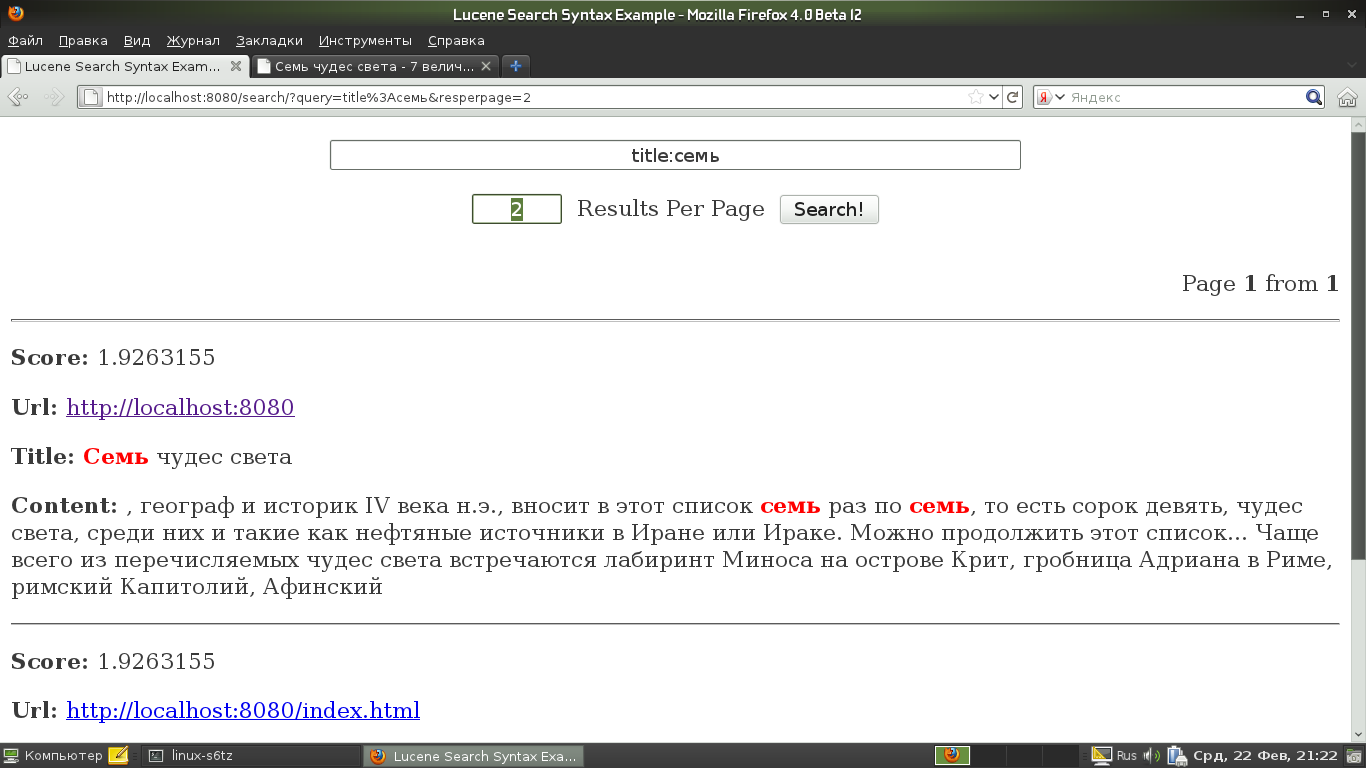 Lucene Search Syntax Example - Mozilla Firefox 4.0 Beta 12
Файл Правка Вид Журнал Закладки Инструменты Справка
Lucene Search Syntax Exam... Семь чудес света - 7 велич...
http://localhost:8080/search/?query=title%3Aсемь&resperpage=2 Я Яндекс
title:семь
2 Results Per Page Search!
Page 1 from 1
Score: 1.9263155
Url: http://localhost:8080
Title: Семь чудес света
Content: , географ и историк IV века н.э., вносит в этот список семь раз по семь, то есть сорок девять, чудес
света, среди них и такие как нефтяные источники в Иране или Ираке. Можно продолжить этот список... Чаще
всего из перечисляемых чудес света встречаются лабиринт Миноса на острове Крит, гробница Адриана в Риме,
римский Капитолий, Афинский
Score: 1.9263155
Url: http://localhost:8080/index.html
Компьютер linux-s6tz Lucene Search Syntax Exa... Rus Срд, 22 Фев, 21:22